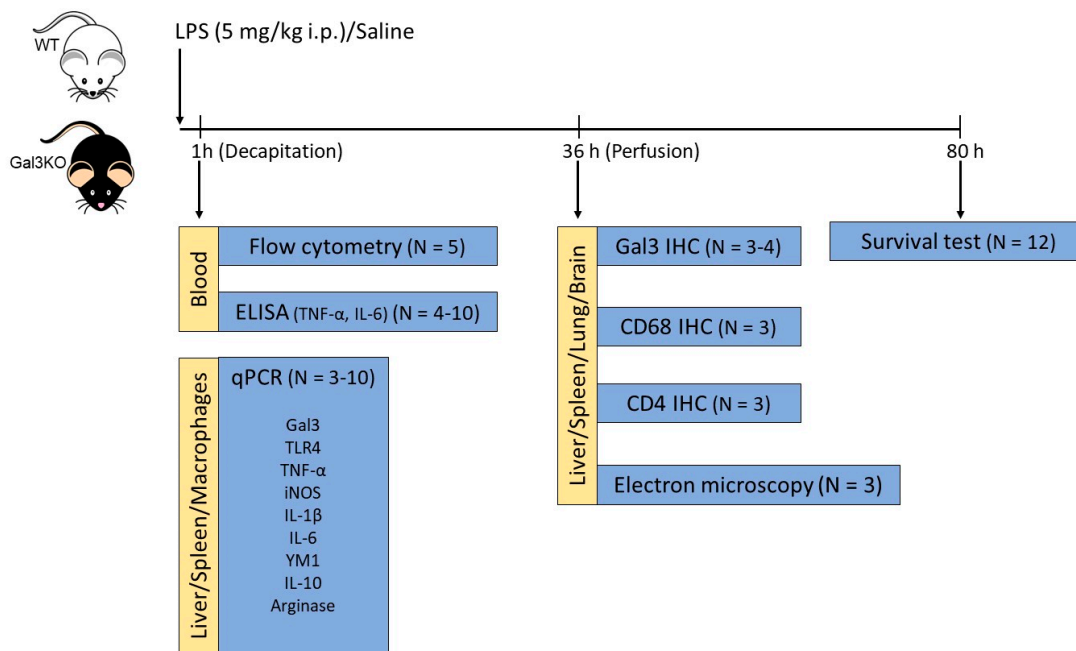 WT
LPS (5 mg/kg i.p.)/Saline
Gal3KO
1h (Decapitation)
36 h (Perfusion)
80 h
Blood
Flow cytometry (N = 5)
ELISA (TNF-α, IL-6) (N = 4-10)
Liver/Spleen/Macrophages
qPCR (N = 3-10)
Gal3
TLR4
TNF-α
iNOS
IL-1β
IL-6
YM1
IL-10
Arginase
Liver/Spleen/Lung/Brain
Gal3 IHC (N = 3-4)
CD68 IHC (N = 3)
CD4 IHC (N = 3)
Electron microscopy (N = 3)
Survival test (N = 12)